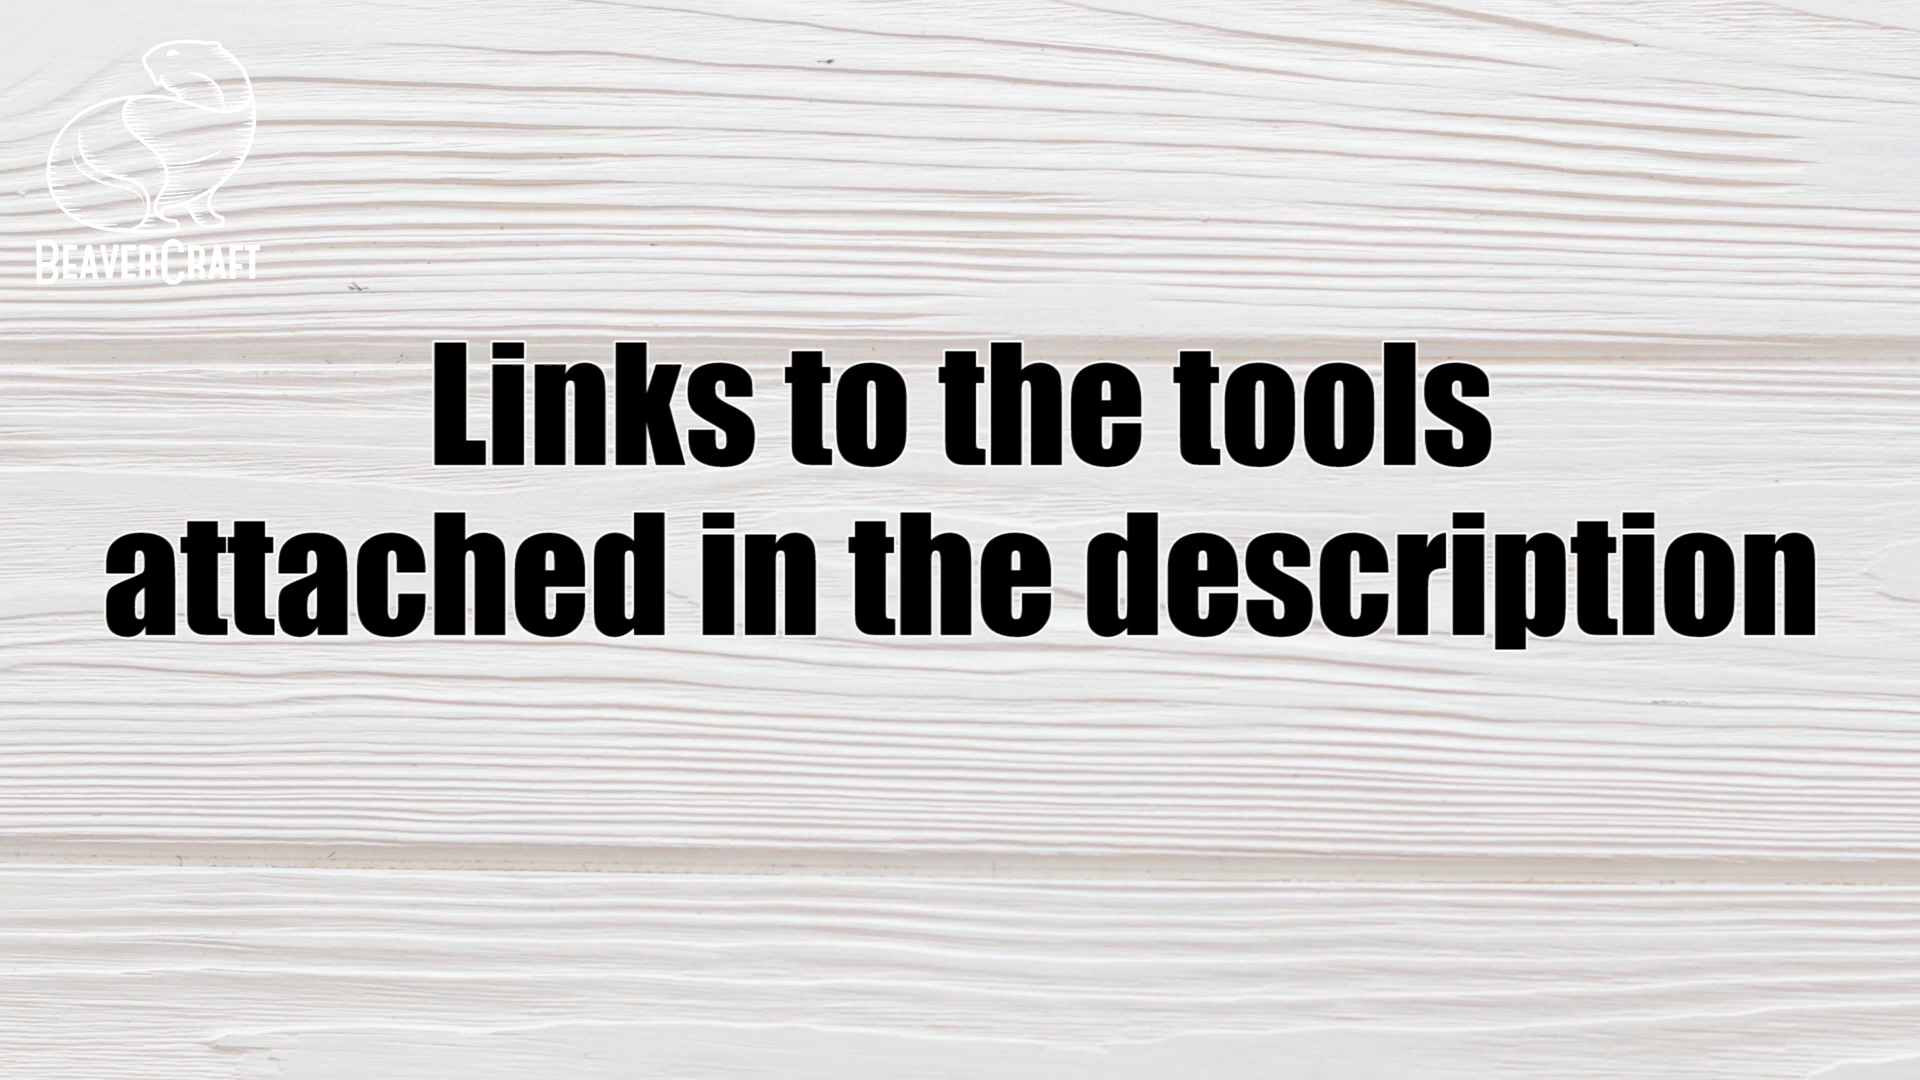 BEAVERCRAFT
Links to the tools
attached in the description